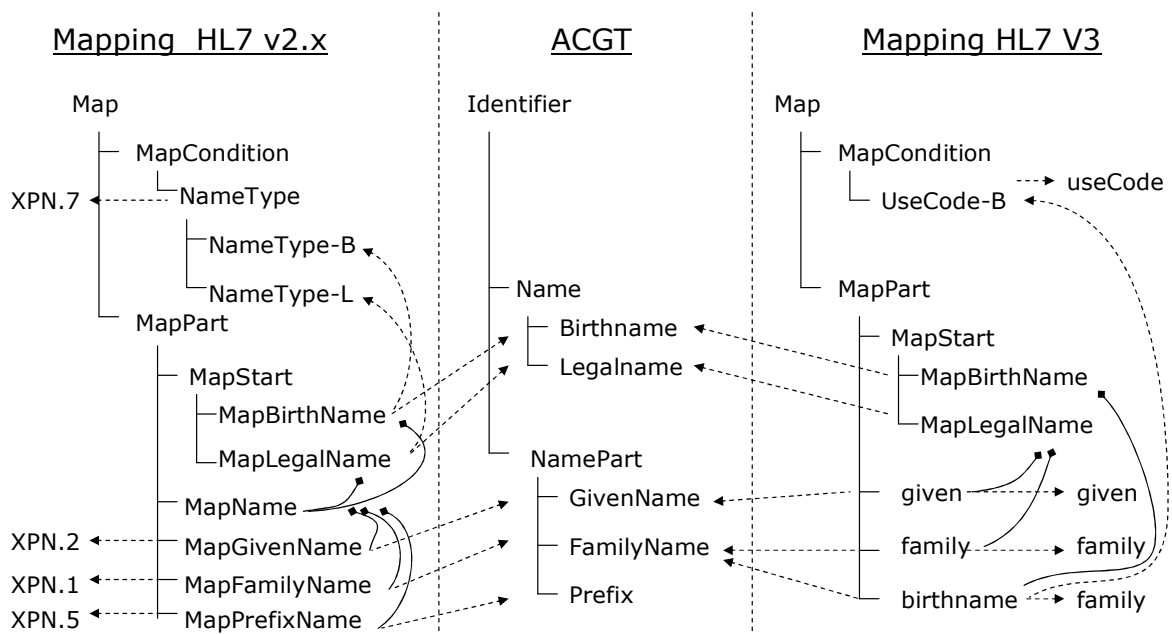 Mapping HL7 v2.x
Map
MapCondition
XPN.7
NameType
NameType-B
NameType-L
MapPart
MapStart
MapBirthName
MapLegalName
MapName
XPN.2
MapGivenName
XPN.1
MapFamilyName
XPN.5
MapPrefixName
ACGT
Identifier
Name
Birthname
Legalname
NamePart
GivenName
FamilyName
Prefix
Mapping HL7 V3
Map
MapCondition
useCode
UseCode-B
MapPart
MapStart
MapBirthName
MapLegalName
given
given
family
family
birthname
family